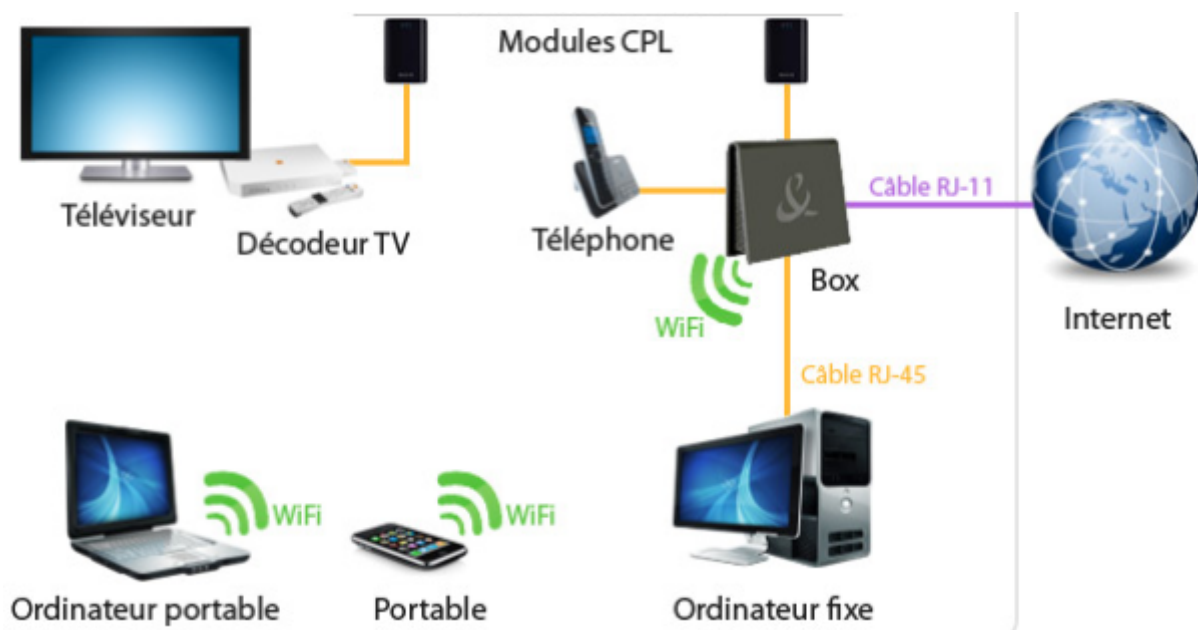 Modules CPL
Téléviseur
Décodeur TV
Téléphone
&
Câble RJ-11
Box
WiFi
Internet
Câble RJ-45
WiFi
WiFi
Ordinateur portable
Portable
Ordinateur fixe